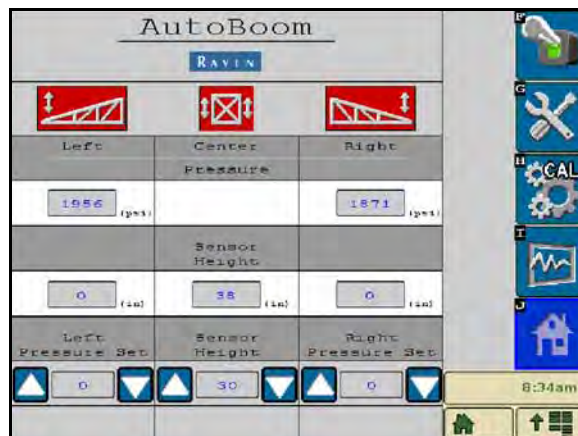 AutoBoom
RAVEN
Left Center Right
Pressure
1956 (psi) 1871 (psi)
Sensor
Height
0 (in) 38 (in) 0 (in)
Left Sensor Right
Pressure Set Height Pressure Set
0 30 0
F
G
H
CAL
I
J
8:34am